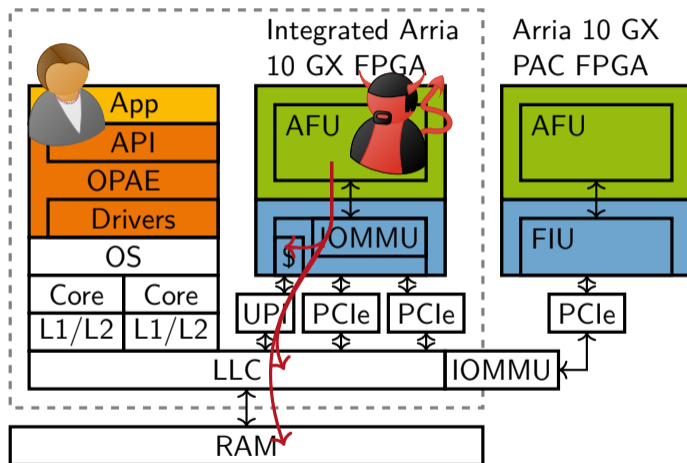 Integrated Arria
10 GX FPGA
Arria 10 GX
PAC FPGA
App
API
OPAE
Drivers
OS
Core
Core
L1/L2
L1/L2
AFU
IOMMU
$
UPI
PCIe
PCIe
AFU
FIU
PCIe
LLC
IOMMU
RAM